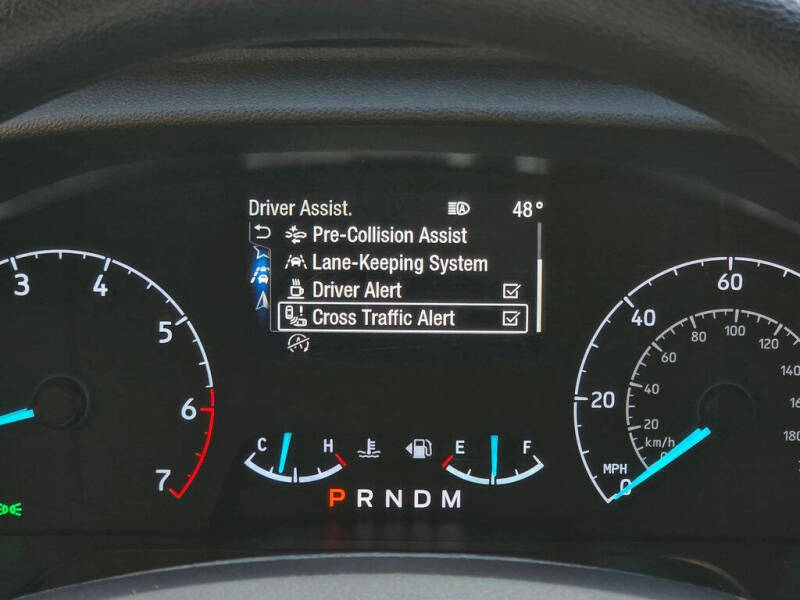 Driver Assist. A 48°
Pre-Collision Assist
Lane-Keeping System
Driver Alert
Cross Traffic Alert
3 4 5 6 7
C H E F
P R N D M
0 20 40 60
MPH
km/h
20 40 60 80 100 120 140 180